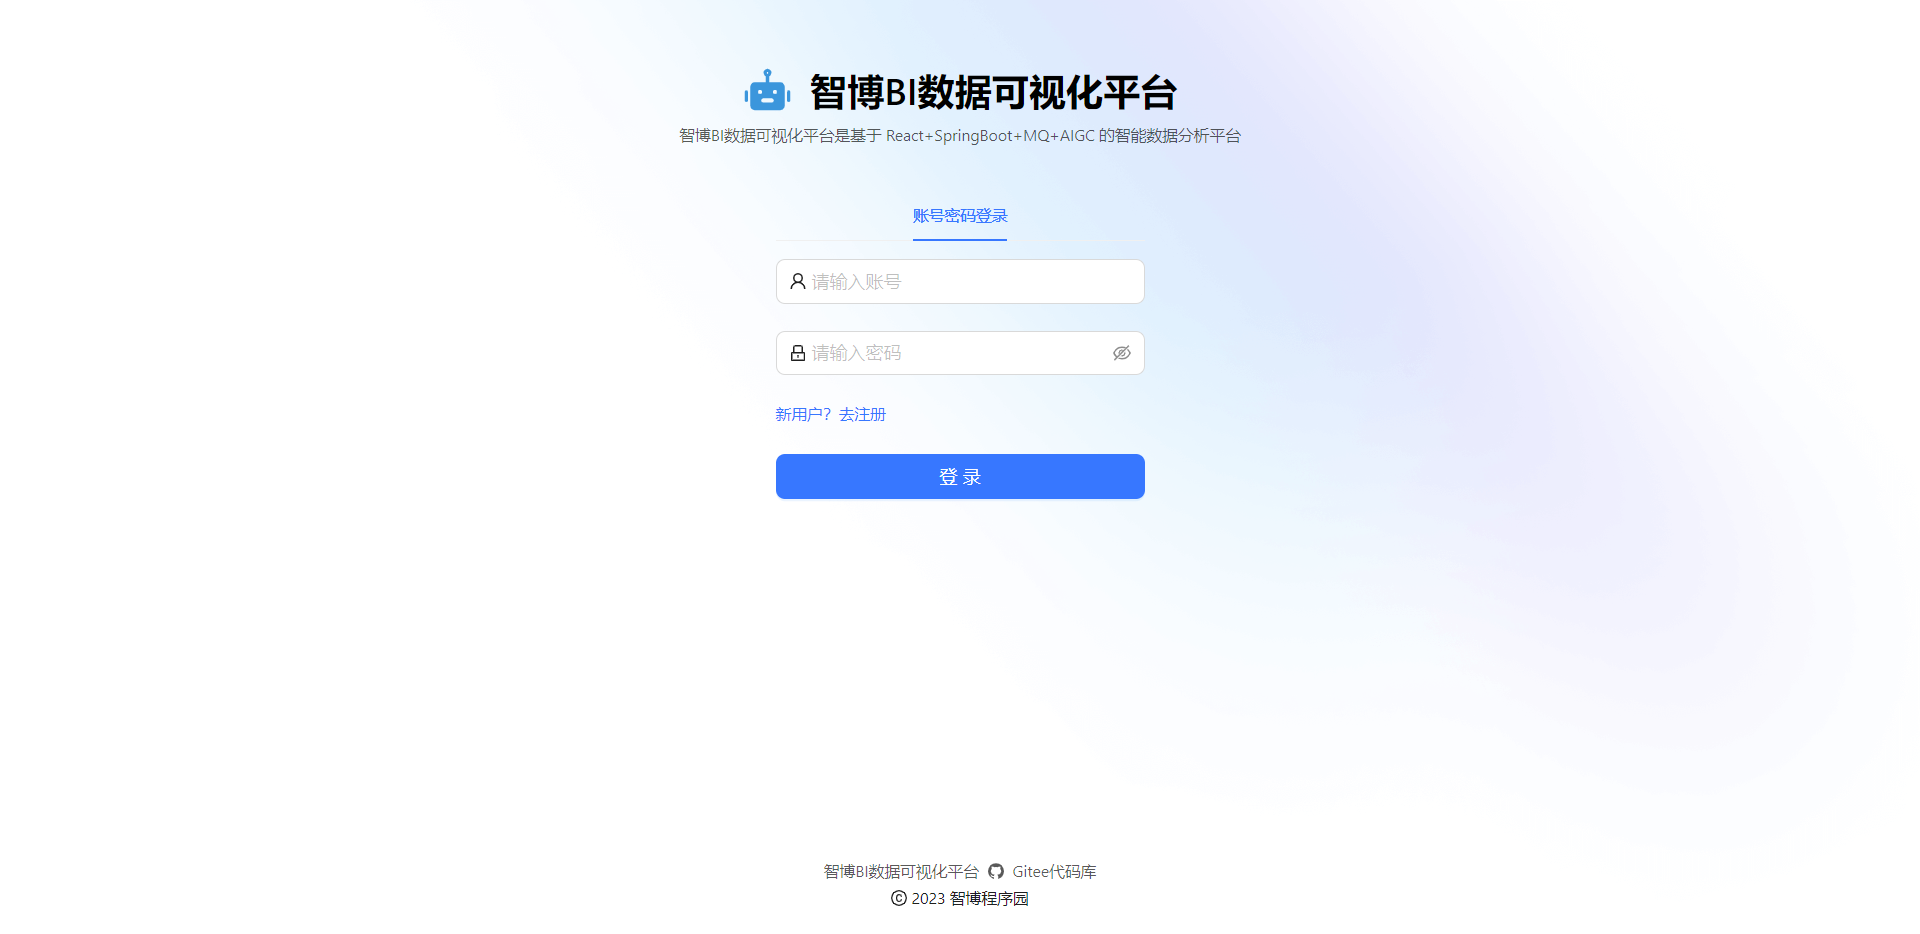 智博BI数据可视化平台
智博BI数据可视化平台是基于 React+SpringBoot+MQ+AIGC 的智能数据分析平台
账号密码登录
请输入账号
请输入密码
新用户？去注册
登 录
智博BI数据可视化平台 Gitee代码库
© 2023 智博程序园